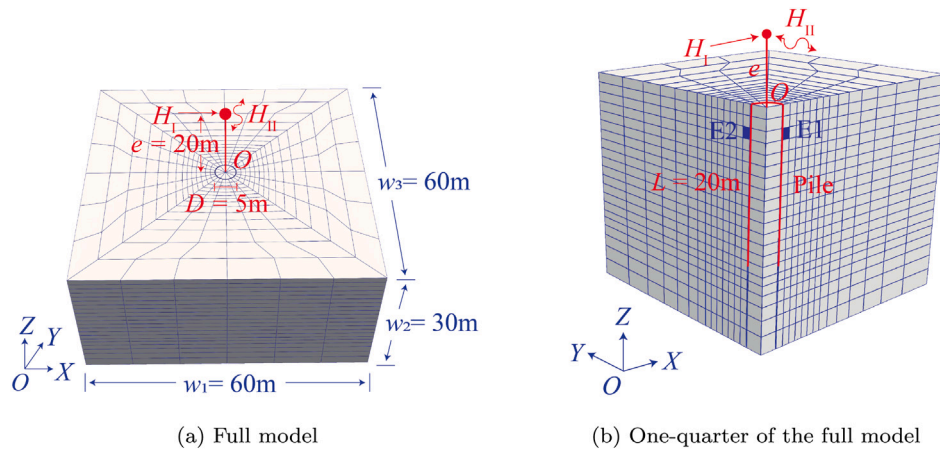 H_I
H_II
e = 20m
O
D = 5m
w₃= 60m
w₂= 30m
w₁= 60m
Z
Y
X
O
(a) Full model
H_I
H_II
e
O
E2
E1
L = 20m
Pile
Z
Y
X
O
(b) One-quarter of the full model